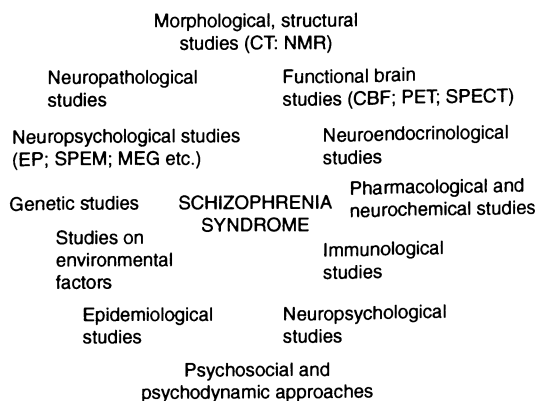 Morphological, structural
studies (CT: NMR)
Neuropathological
studies
Functional brain
studies (CBF; PET; SPECT)
Neuropsychological studies
(EP; SPEM; MEG etc.)
Neuroendocrinological
studies
Genetic studies
SCHIZOPHRENIA
SYNDROME
Pharmacological and
neurochemical studies
Studies on
environmental
factors
Immunological
studies
Epidemiological
studies
Neuropsychological
studies
Psychosocial and
psychodynamic approaches